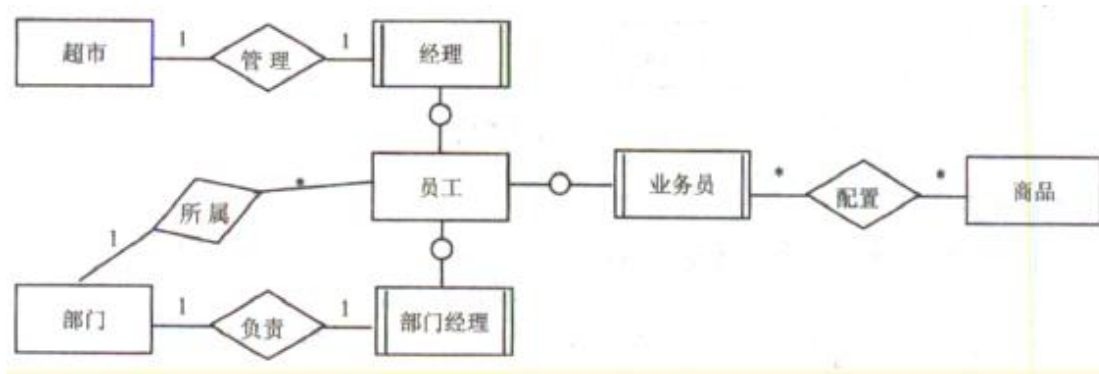 超市 1 管理 1 经理
员工 业务员 * 配置 * 商品
* 所属 1
部门 1 负责 1 部门经理